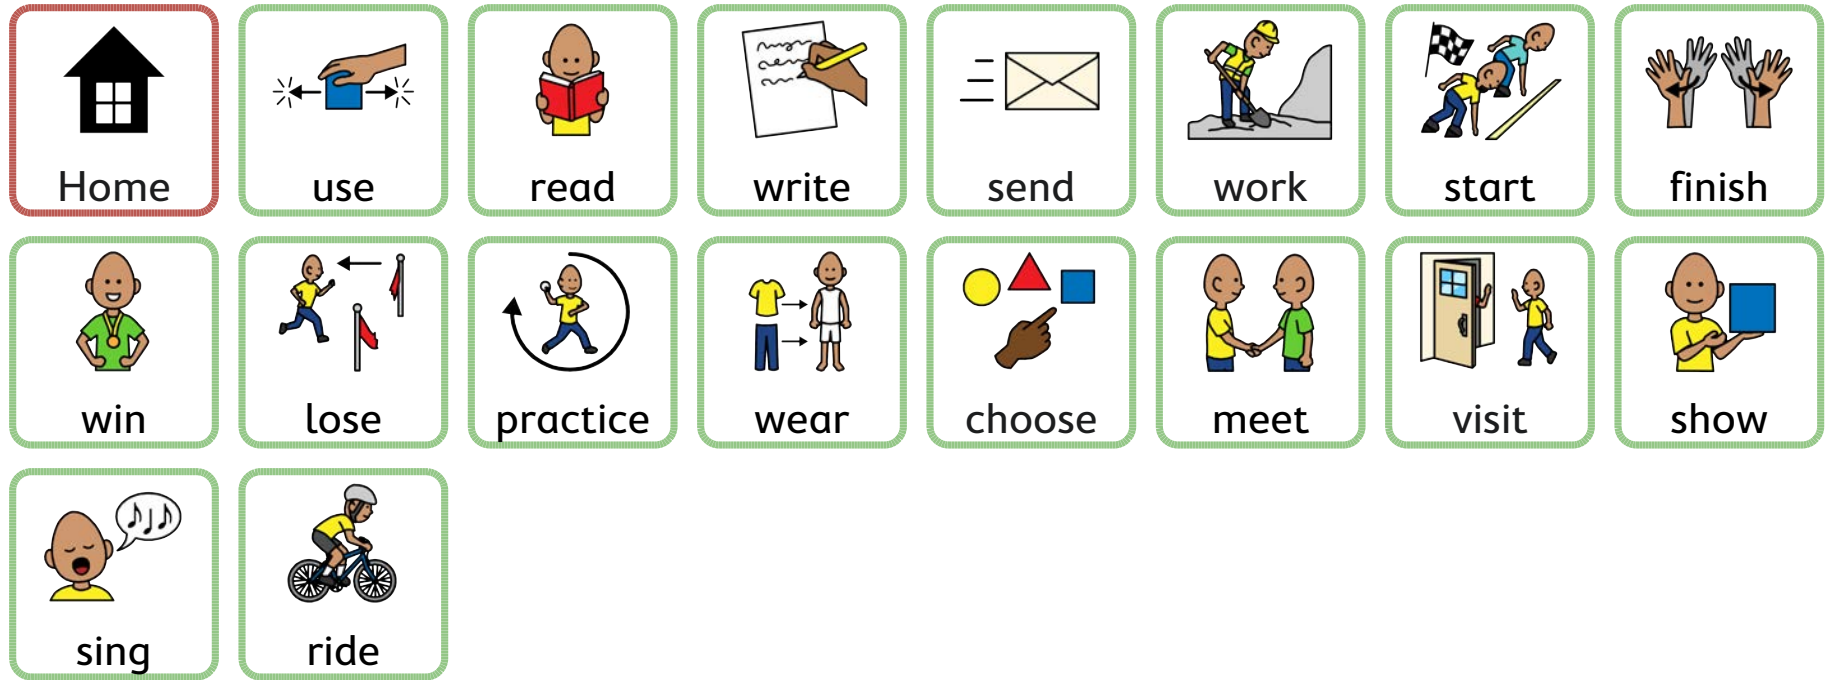 Home
use
read
write
send
work
start
finish
win
lose
practice
wear
choose
meet
visit
show
sing
ride